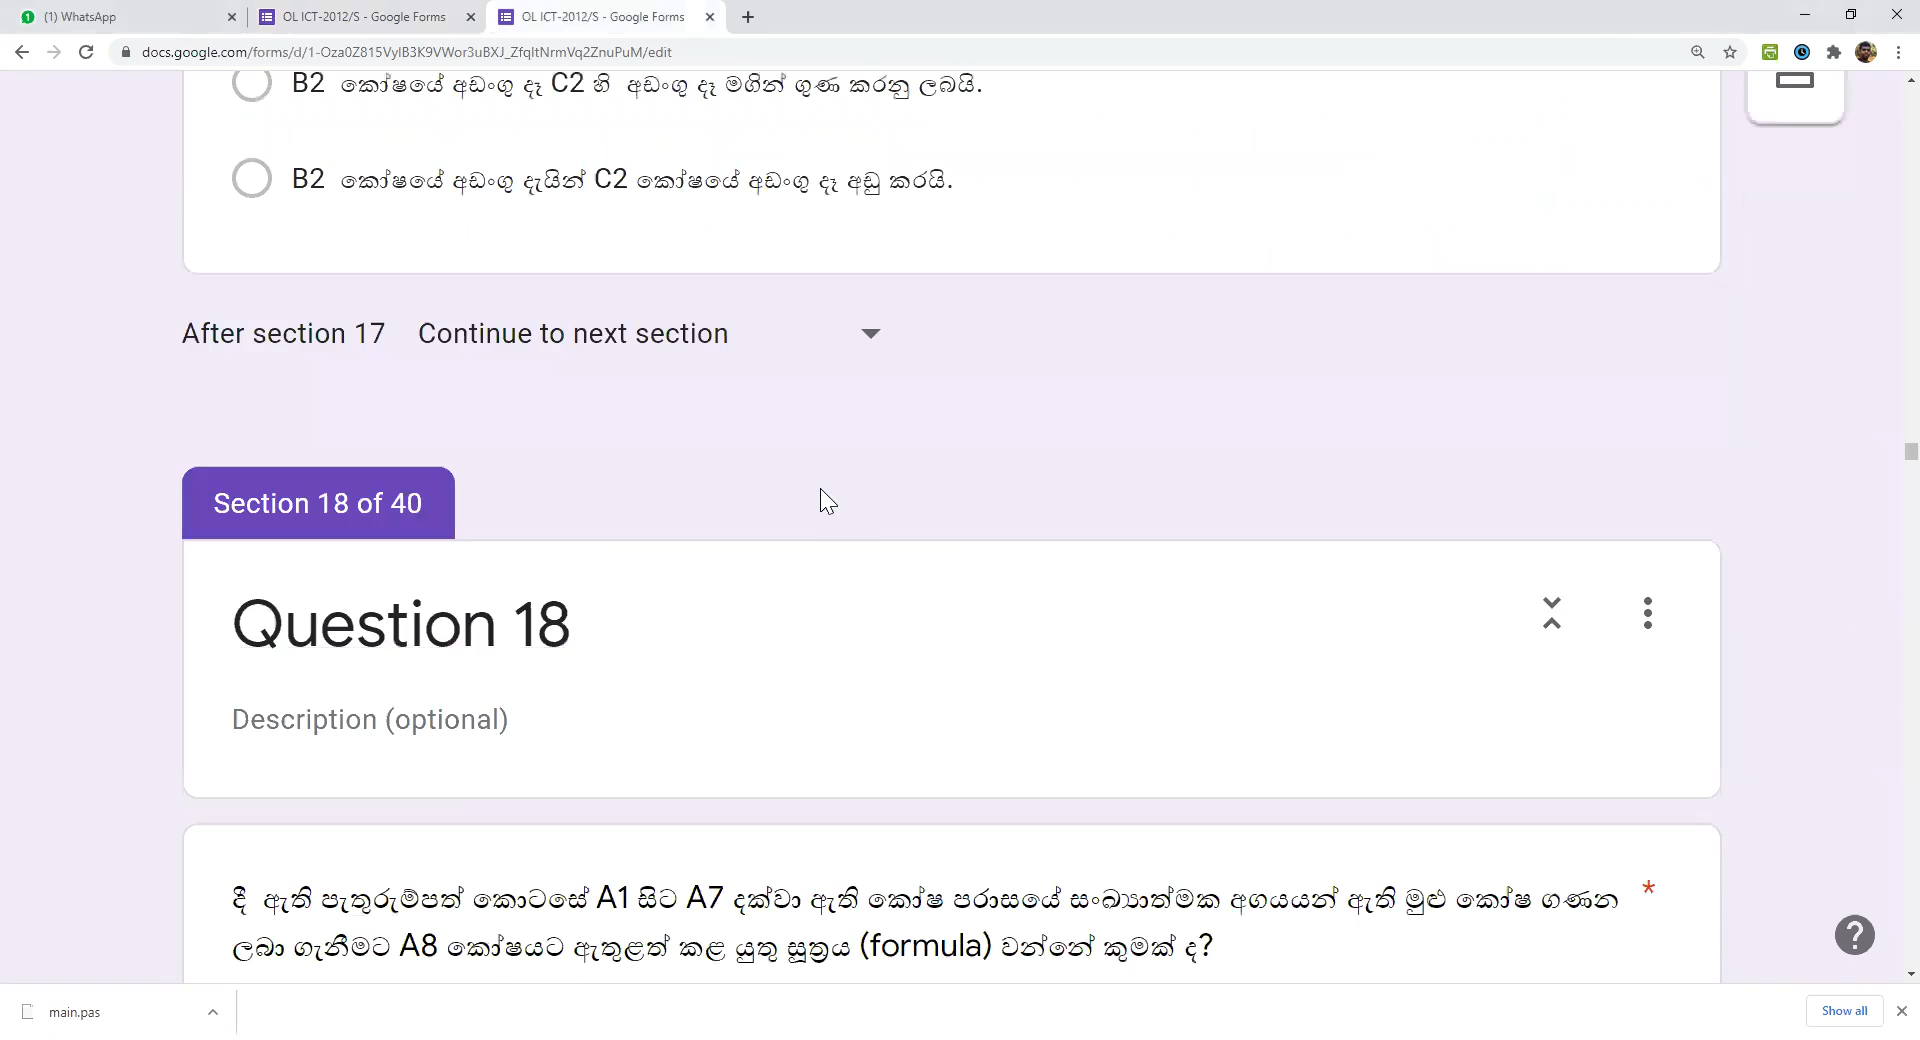 (1) WhatsApp
OL ICT-2012/S - Google Forms
OL ICT-2012/S - Google Forms
docs.google.com/forms/d/1-Oza0Z815VylB3K9VWor3uBXJ_ZfqItNrmVq2ZnuPuM/edit
B2 කෝෂයේ අඩංගු දෑ C2 හි අඩංගු දෑ මගින් ගුණ කරනු ලබයි.
B2 කෝෂයේ අඩංගු දැයින් C2 කෝෂයේ අඩංගු දෑ අඩු කරයි.
After section 17 Continue to next section
Section 18 of 40
Question 18
Description (optional)
දී ඇති පැතුරුම්පත් කොටසේ A1 සිට A7 දක්වා ඇති කෝෂ පරාසයේ සංඛ්‍යාත්මක අගයයන් ඇති මුළු කෝෂ ගණන *
ලබා ගැනීමට A8 කෝෂයට ඇතුළත් කළ යුතු සූත්‍රය (formula) වන්නේ කුමක් ද?
main.pas
Show all